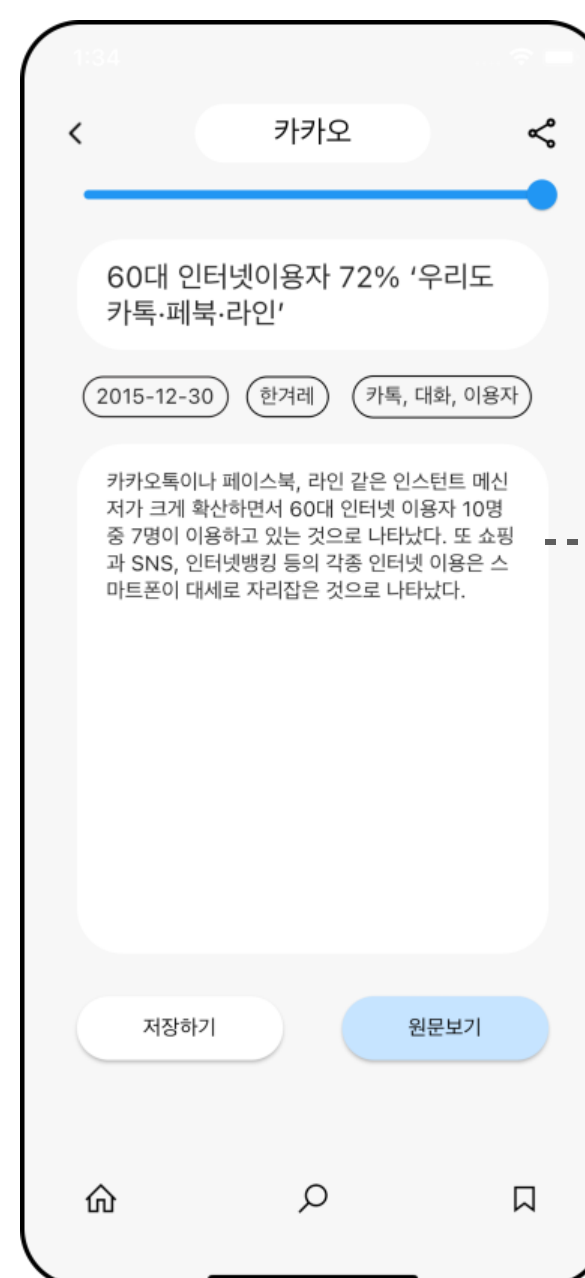 1:34
카카오
60대 인터넷이용자 72% ‘우리도
카톡·페북·라인’
2015-12-30
한겨레
카톡, 대화, 이용자
카카오톡이나 페이스북, 라인 같은 인스턴트 메신
저가 크게 확산하면서 60대 인터넷 이용자 10명
중 7명이 이용하고 있는 것으로 나타났다. 또 쇼핑
과 SNS, 인터넷뱅킹 등의 각종 인터넷 이용은 스
마트폰이 대세로 자리잡은 것으로 나타났다.
저장하기
원문보기